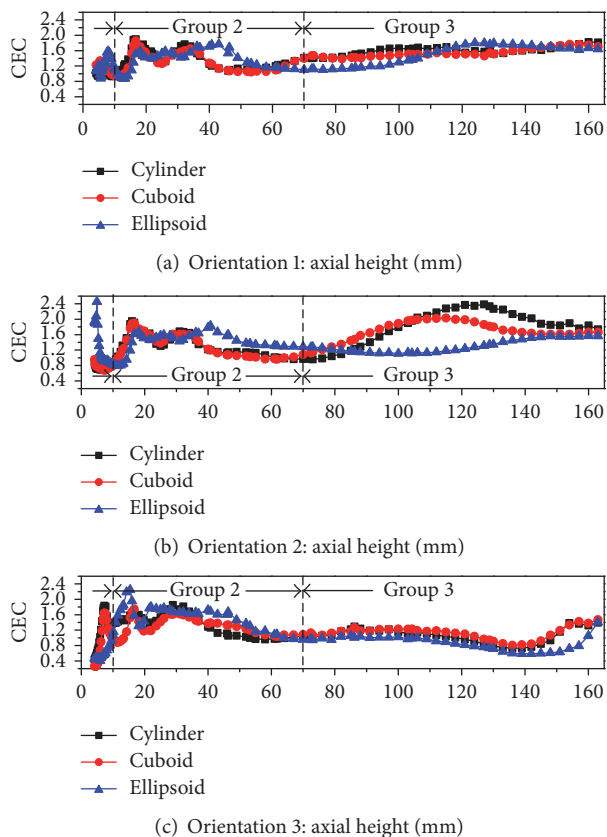 Group 2 Group 3
2.4
2.0
1.6
1.2
0.8
0.4
CEC
0 20 40 60 80 100 120 140 160
Cylinder
Cuboid
Ellipsoid
(a) Orientation 1: axial height (mm)
2.4
2.0
1.6
1.2
0.8
0.4
CEC
Group 2 Group 3
0 20 40 60 80 100 120 140 160
Cylinder
Cuboid
Ellipsoid
(b) Orientation 2: axial height (mm)
Group 2 Group 3
2.4
2.0
1.6
1.2
0.8
0.4
CEC
0 20 40 60 80 100 120 140 160
Cylinder
Cuboid
Ellipsoid
(c) Orientation 3: axial height (mm)